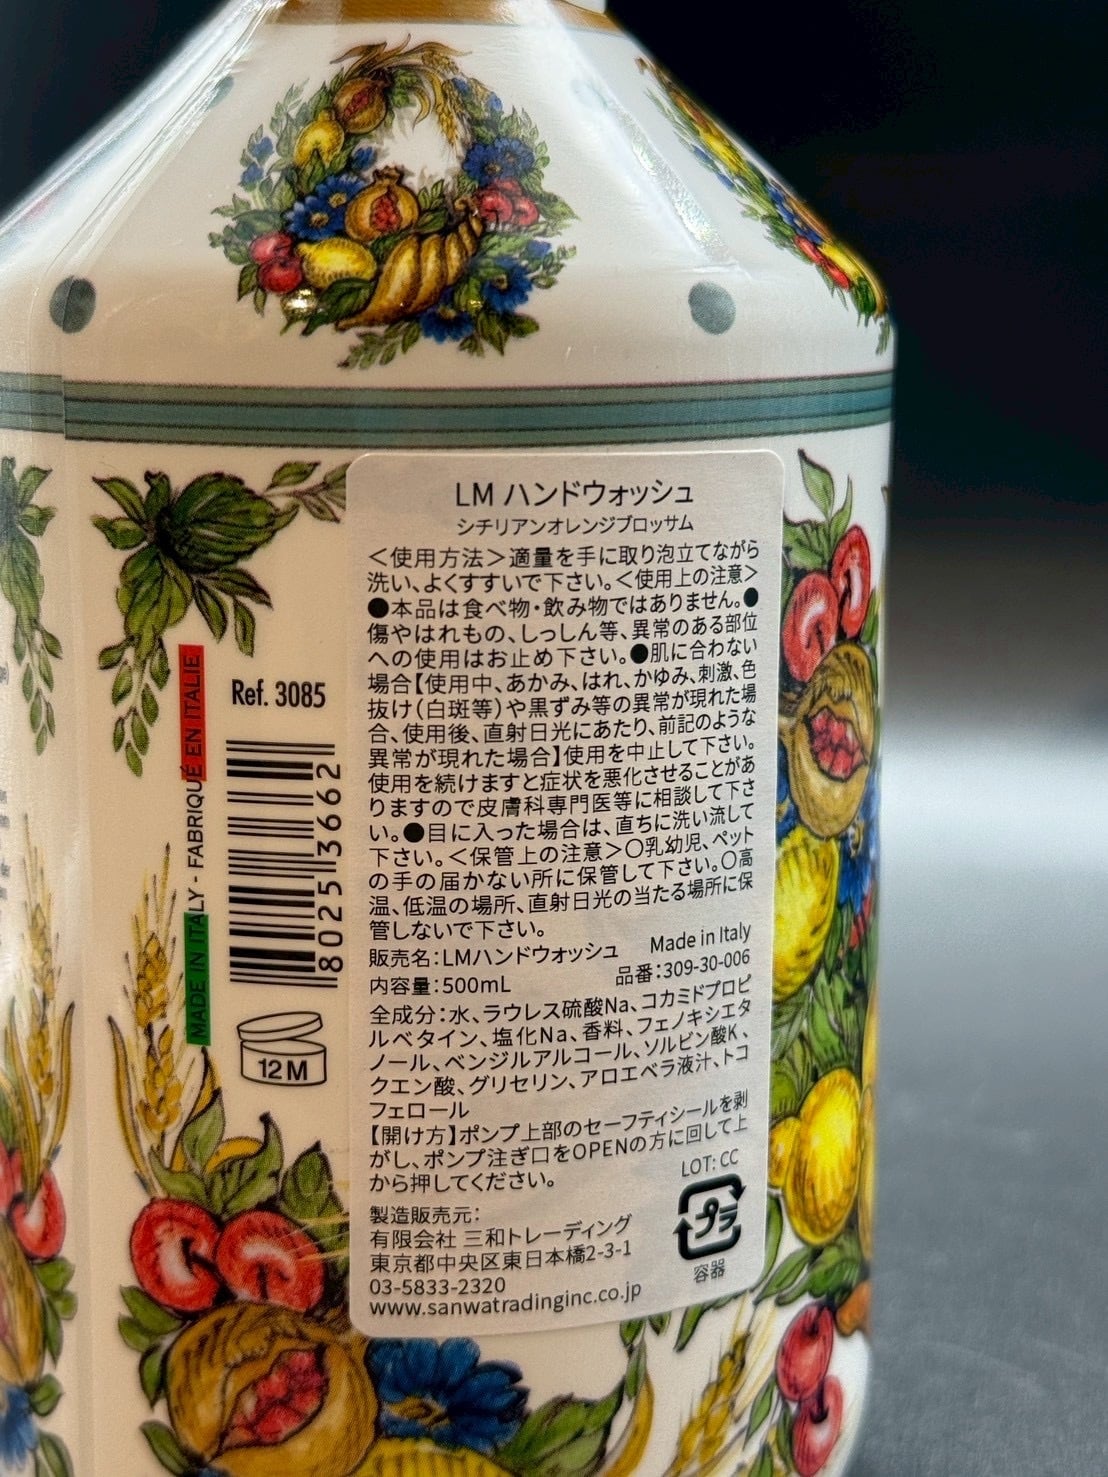 LM ハンドウォッシュ
シチリアンオレンジブロッサム
＜使用方法＞適量を手に取り泡立てながら
洗い、よくすすいで下さい。＜使用上の注意＞
●本品は食べ物・飲み物ではありません。●
傷やはれもの、しっしん等、異常のある部位
への使用はお止め下さい。●肌に合わない
場合【使用中、あかみ、はれ、かゆみ、刺激、色
抜け（白斑等）や黒ずみ等の異常が現れた場
合、使用後、直射日光にあたり、前記のような
異常が現れた場合】使用を中止して下さい。
使用を続けますと症状を悪化させることがあ
りますので皮膚科専門医等に相談して下さ
い。●目に入った場合は、直ちに洗い流して
下さい。＜保管上の注意＞○乳幼児、ペット
の手の届かない所に保管して下さい。○高
温、低温の場所、直射日光の当たる場所に保
管しないで下さい。
販売名：LMハンドウォッシュ Made in Italy
内容量：500mL 品番：309-30-006
全成分：水、ラウレス硫酸Na、コカミドプロピ
ルベタイン、塩化Na、香料、フェノキシエタ
ノール、ベンジルアルコール、ソルビン酸K、
クエン酸、グリセリン、アロエベラ液汁、トコ
フェロール
【開け方】ポンプ上部のセーフティシールを剥
がし、ポンプ注ぎ口をOPENの方に回して上
から押してください。
LOT: CC
製造販売元：
有限会社 三和トレーディング
東京都中央区東日本橋2-3-1
03-5833-2320
www.sanwatradinginc.co.jp
プラ
容器
MADE IN ITALY - FABRIQUÉ EN ITALIE
Ref. 3085
8025113113662
12 M